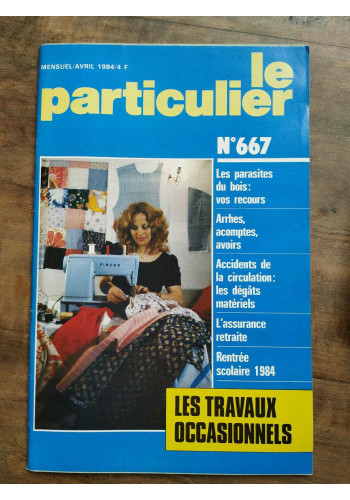 MENSUEL/AVRIL 1984/4 F
le
particulier
N°667
Les parasites
du bois:
vos recours
Arrhes,
acomptes,
avoirs
Accidents de
la circulation:
les dégâts
matériels
L'assurance
retraite
Rentrée
scolaire 1984
SINGER
LES TRAVAUX
OCCASIONNELS